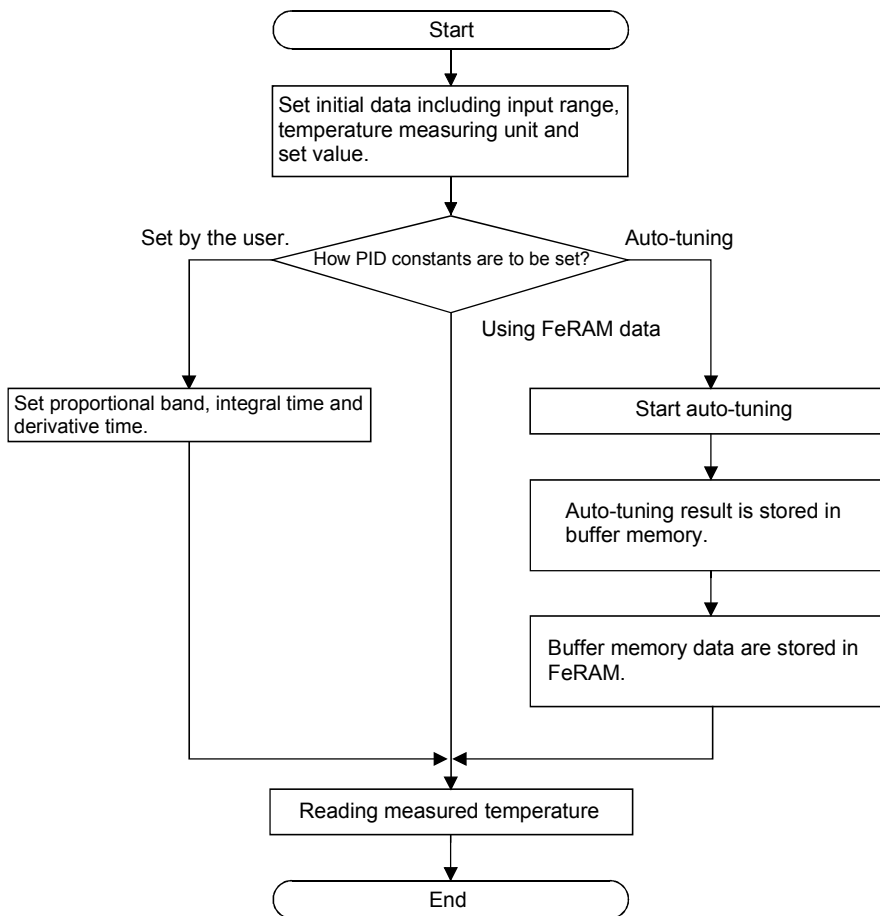 Start
Set initial data including input range,
temperature measuring unit and
set value.
Set by the user.
How PID constants are to be set?
Auto-tuning
Using FeRAM data
Set proportional band, integral time and
derivative time.
Start auto-tuning
Auto-tuning result is stored in
buffer memory.
Buffer memory data are stored in
FeRAM.
Reading measured temperature
End